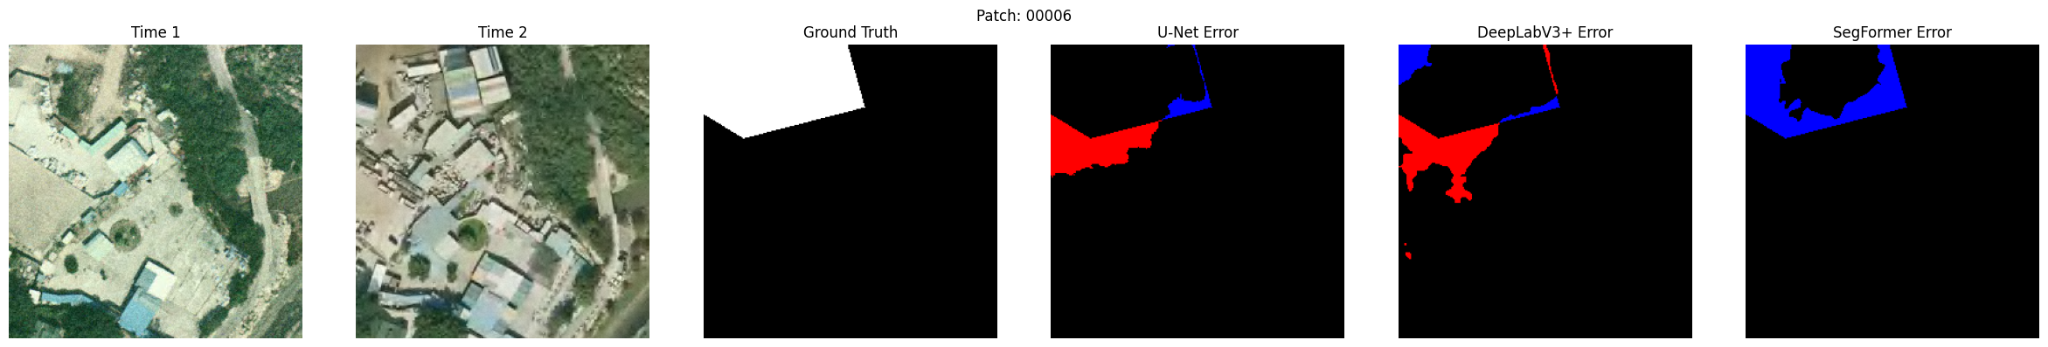 Patch: 00006
Time 1
Time 2
Ground Truth
U-Net Error
DeepLabV3+ Error
SegFormer Error